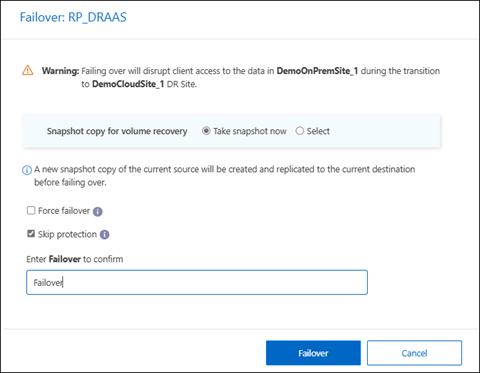 Failover: RP_DRAAS
Warning: Failing over will disrupt client access to the data in DemoOnPremSite_1 during the transition
to DemoCloudSite_1 DR Site.
Snapshot copy for volume recovery Take snapshot now Select
A new snapshot copy of the current source will be created and replicated to the current destination
before failing over.
Force failover
Skip protection
Enter Failover to confirm
Failover
Failover Cancel